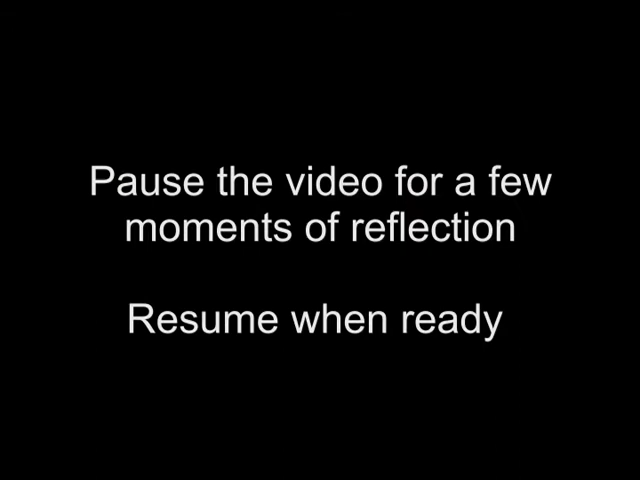 Pause the video for a few
moments of reflection
Resume when ready